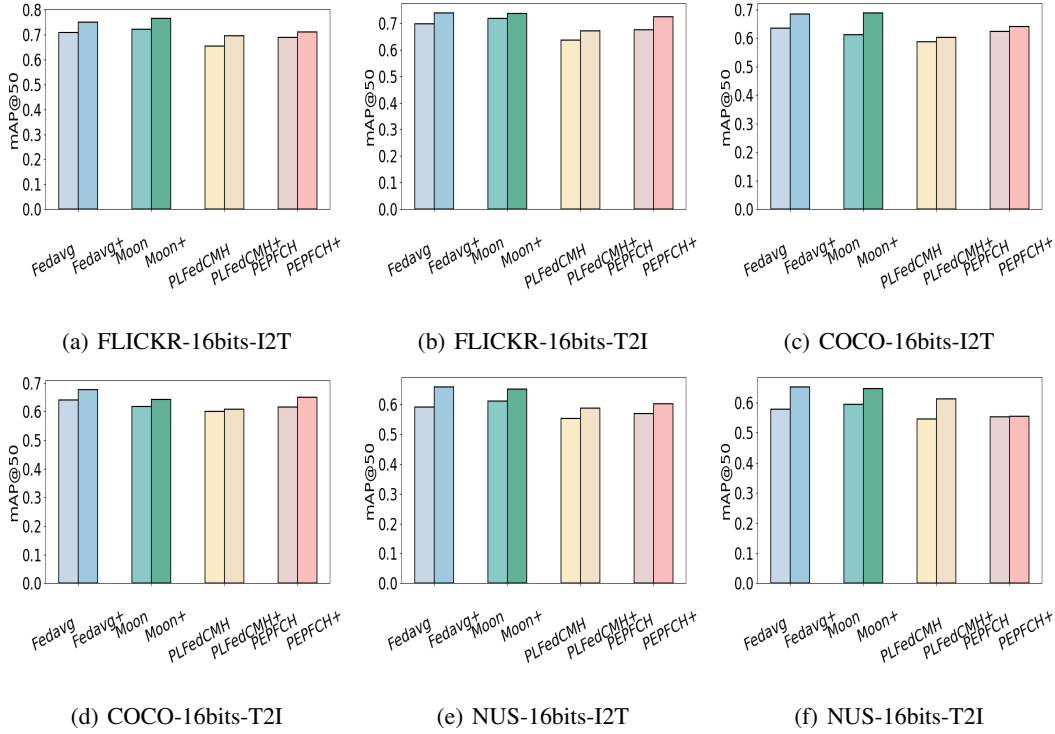 0.8
0.7
0.6
0.5
0.4
0.3
0.2
0.1
0.0
mAP@50
Fedavg
Fedavg+
Moon
Moon+
PLFedCMH
PLFedCMH+
PEPFCH
PEPFCH+
(a) FLICKR-16bits-I2T
0.7
0.6
0.5
0.4
0.3
0.2
0.1
0.0
mAP@50
Fedavg
Fedavg+
Moon
Moon+
PLFedCMH
PLFedCMH+
PEPFCH
PEPFCH+
(b) FLICKR-16bits-T2I
0.7
0.6
0.5
0.4
0.3
0.2
0.1
0.0
mAP@50
Fedavg
Fedavg+
Moon
Moon+
PLFedCMH
PLFedCMH+
PEPFCH
PEPFCH+
(c) COCO-16bits-I2T
0.7
0.6
0.5
0.4
0.3
0.2
0.1
0.0
mAP@50
Fedavg
Fedavg+
Moon
Moon+
PLFedCMH
PLFedCMH+
PEPFCH
PEPFCH+
(d) COCO-16bits-T2I
0.6
0.5
0.4
0.3
0.2
0.1
0.0
mAP@50
Fedavg
Fedavg+
Moon
Moon+
PLFedCMH
PLFedCMH+
PEPFCH
PEPFCH+
(e) NUS-16bits-I2T
0.6
0.5
0.4
0.3
0.2
0.1
0.0
mAP@50
Fedavg
Fedavg+
Moon
Moon+
PLFedCMH
PLFedCMH+
PEPFCH
PEPFCH+
(f) NUS-16bits-T2I